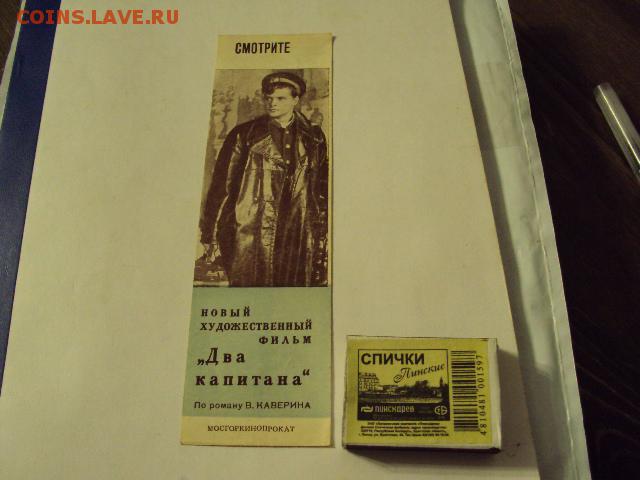 COINS.LAVE.RU
СМОТРИТЕ
НОВЫЙ
ХУДОЖЕСТВЕННЫЙ
ФИЛЬМ
„Два
капитана“
По роману В. КАВЕРИНА
МОСГОРКИНОПРОКАТ
СПИЧКИ
Пинские
ПИНСКДРЕВ
4810481 001597